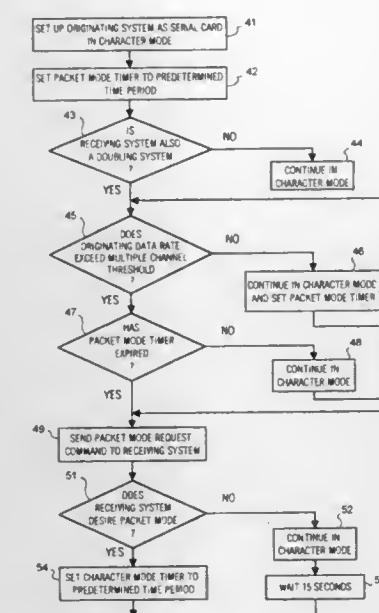 SET UP ORIGINATING SYSTEM AS SERIAL CARD
IN CHARACTER MODE
41
SET PACKET MODE TIMER TO PREDETERMINED
TIME PERIOD
42
43
IS
RECEIVING SYSTEM ALSO
A DOUBLING SYSTEM
?
NO
44
CONTINUE IN
CHARACTER MODE
YES
45
DOES
ORIGINATING DATA RATE
EXCEED MULTIPLE CHANNEL
THRESHOLD
?
NO
46
CONTINUE IN CHARACTER MODE
AND SET PACKET MODE TIMER
YES
47
HAS
PACKET MODE TIMER
EXPIRED
?
NO
48
CONTINUE IN
CHARACTER MODE
YES
49
SEND PACKET MODE REQUEST
COMMAND TO RECEIVING SYSTEM
51
DOES
RECEIVING SYSTEM
DESIRE PACKET MODE
?
NO
52
CONTINUE IN
CHARACTER MODE
YES
54
SET CHARACTER MODE TIMER TO
PREDETERMINED TIME PERIOD
WAIT 15 SECONDS